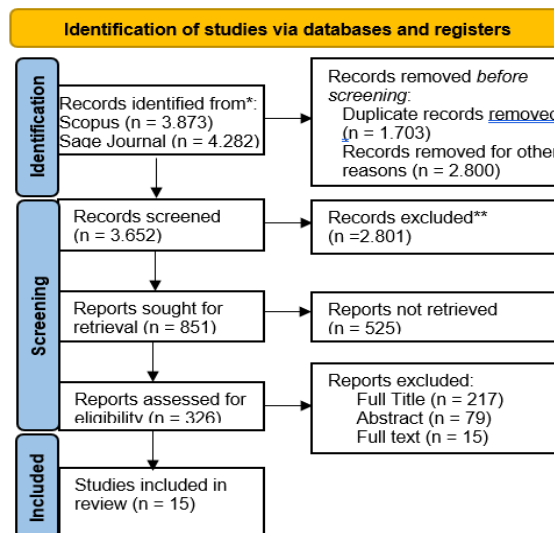 Identification of studies via databases and registers
Identification
Records identified from*:
Scopus (n = 3.873)
Sage Journal (n = 4.282)
Records removed before
screening:
Duplicate records removed
(n = 1.703)
Records removed for other
reasons (n = 2.800)
Screening
Records screened
(n = 3.652)
Records excluded**
(n =2.801)
Reports sought for
retrieval (n = 851)
Reports not retrieved
(n = 525)
Reports assessed for
eligibility (n = 326)
Reports excluded:
Full Title (n = 217)
Abstract (n = 79)
Full text (n = 15)
Included
Studies included in
review (n = 15)